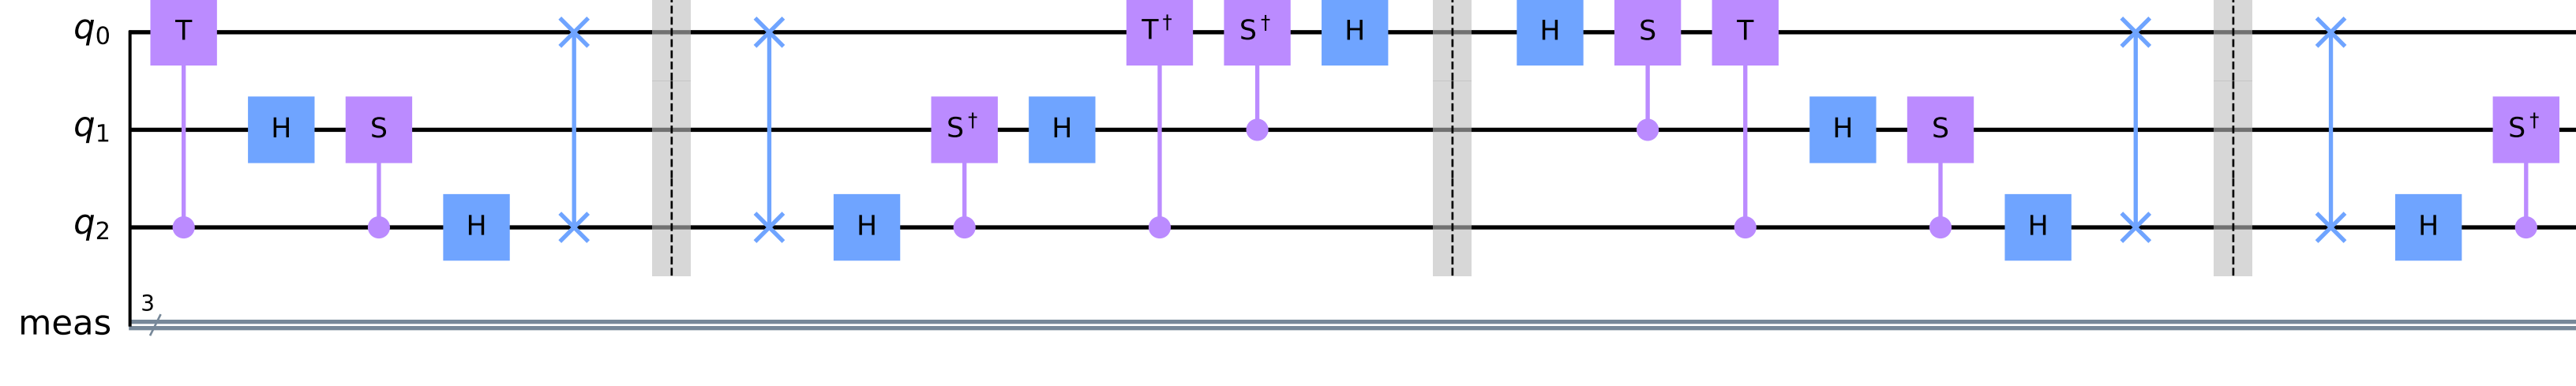 q0 T T† S† H H S T
q1 H S S† H H S S†
q2 H H H H
3
meas